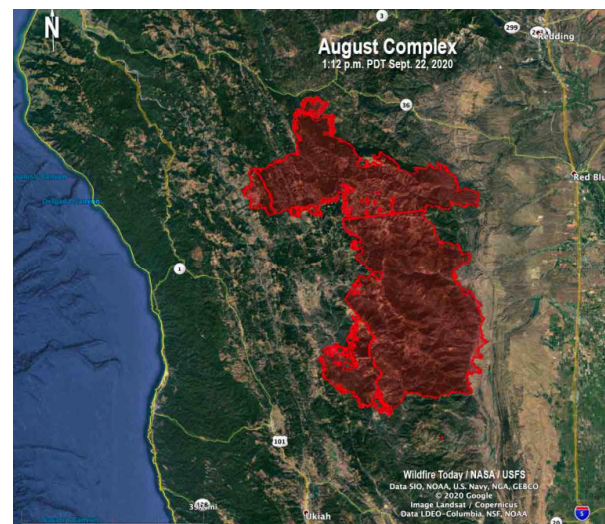 N
August Complex
1:12 p.m. PDT Sept. 22, 2020
3
299
Redding
36
Red Blu
1
101
Ukiah
5
20
Wildfire Today / NASA / USFS
Data SIO, NOAA, U.S. Navy, NGA, GEBCO
© 2020 Google
Image Landsat / Copernicus
Data LDEO-Columbia, NSF, NOAA